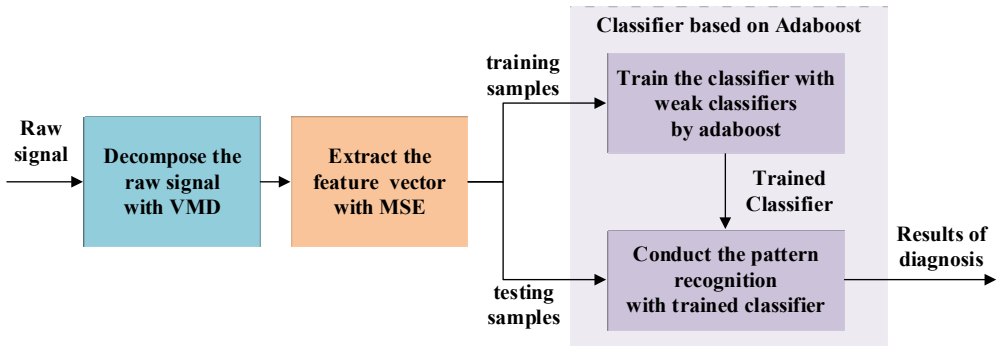 Raw
signal
Decompose the
raw signal
with VMD
Extract the
feature vector
with MSE
training
samples
testing
samples
Classifier based on Adaboost
Train the classifier with
weak classifiers
by adaboost
Trained
Classifier
Conduct the pattern
recognition
with trained classifier
Results of
diagnosis